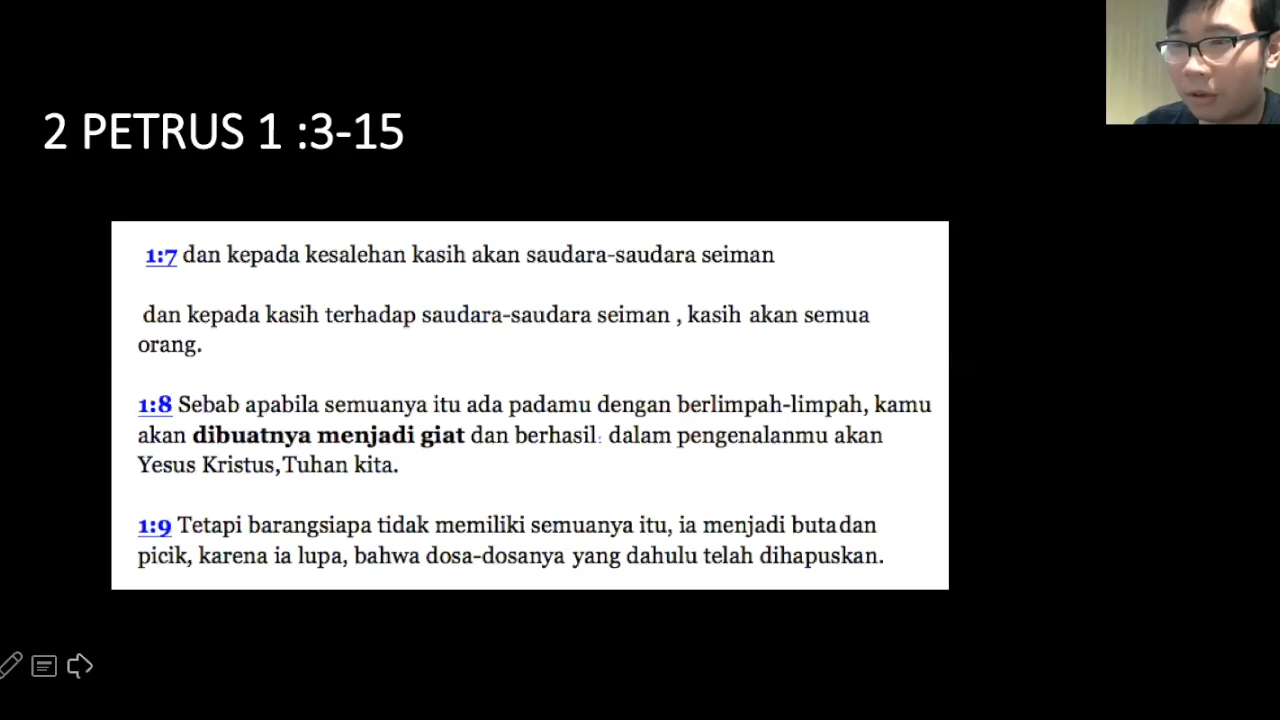 2 PETRUS 1 :3-15
1:7 dan kepada kesalehan kasih akan saudara-saudara seiman
dan kepada kasih terhadap saudara-saudara seiman , kasih akan semua
orang.
1:8 Sebab apabila semuanya itu ada padamu dengan berlimpah-limpah, kamu
akan dibuatnya menjadi giat dan berhasil: dalam pengenalanmu akan
Yesus Kristus,Tuhan kita.
1:9 Tetapi barangsiapa tidak memiliki semuanya itu, ia menjadi buta dan
picik, karena ia lupa, bahwa dosa-dosanya yang dahulu telah dihapuskan.